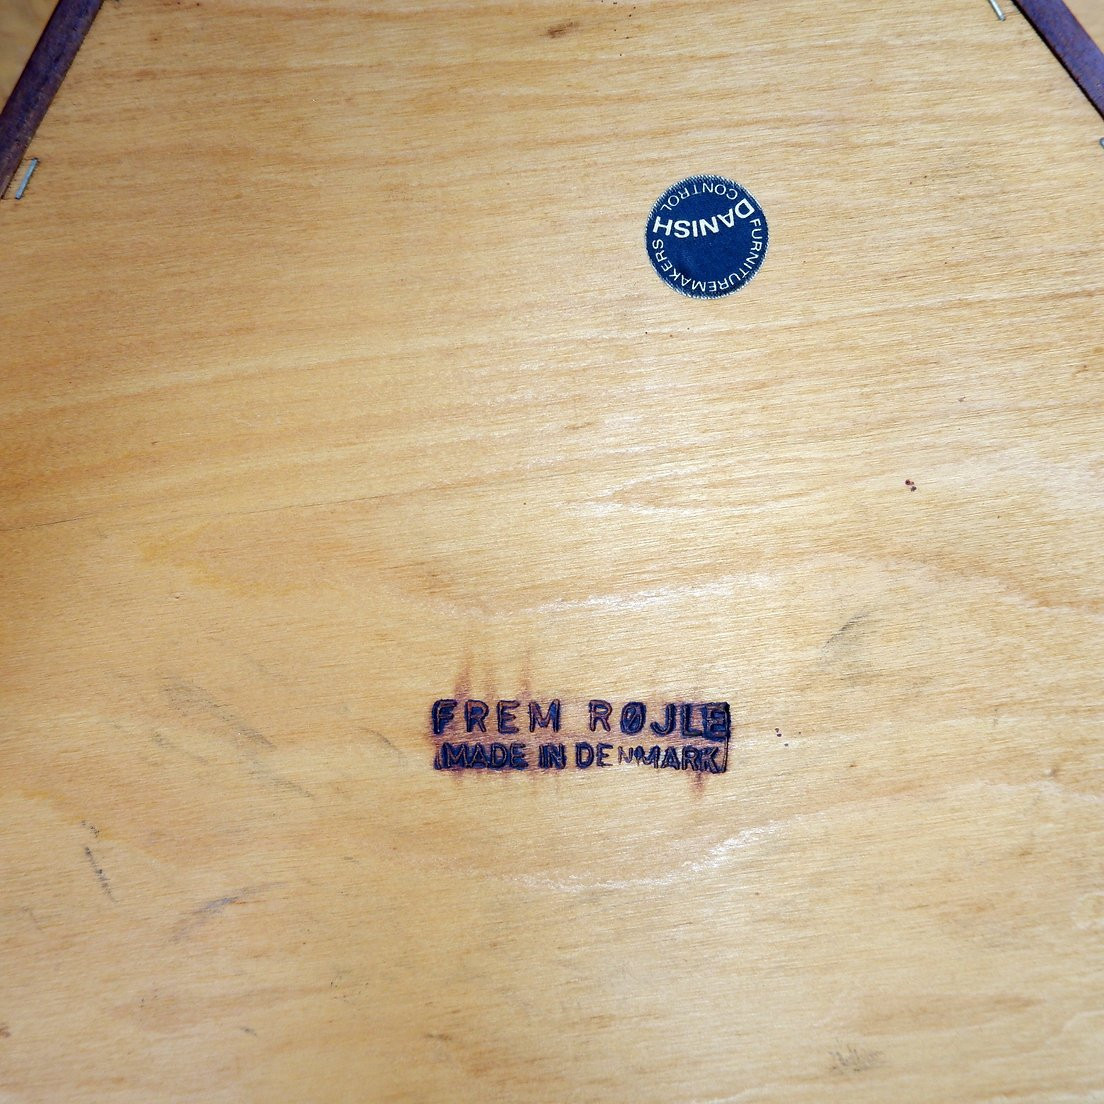 DANISH
FURNITUREMAKERS
CONTROL
FREM RØJLE
MADE IN DENMARK